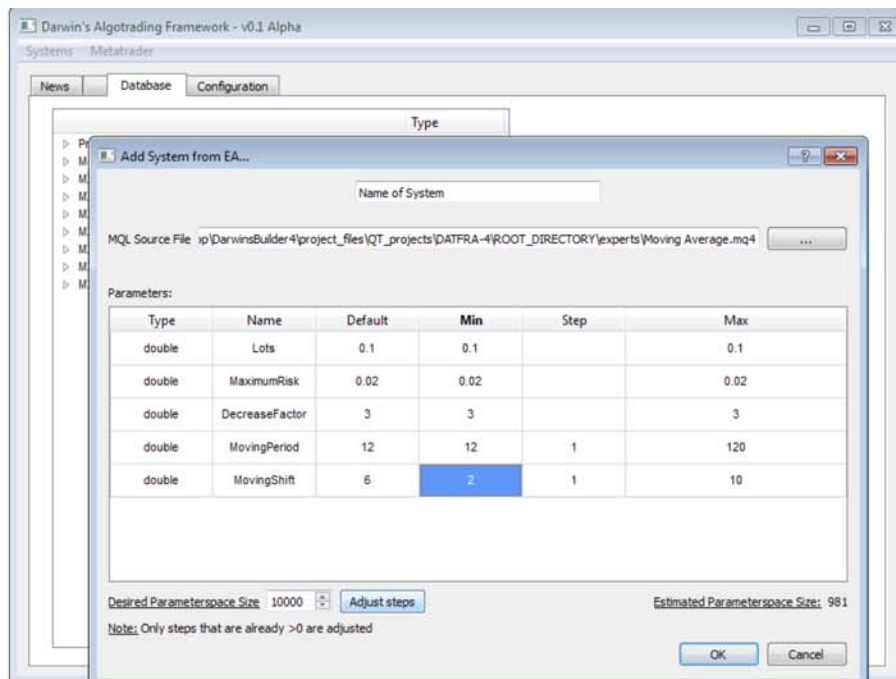 Darwin's Algotrading Framework - v0.1 Alpha
Systems Metatrader
News Database Configuration
Type
Pr
M
M
M
M
M
M
M
M
Add System from EA...
Name of System
MQL Source File op\DarwinsBuilder4\project_files\QT_projects\DATFRA-4\ROOT_DIRECTORY\experts\Moving Average.mq4 ...
Parameters:
Type Name Default Min Step Max
double Lots 0.1 0.1 0.1
double MaximumRisk 0.02 0.02 0.02
double DecreaseFactor 3 3 3
double MovingPeriod 12 12 1 120
double MovingShift 6 2 1 10
Desired Parameterspace Size 10000 Adjust steps Estimated Parameterspace Size: 981
Note: Only steps that are already >0 are adjusted
OK Cancel